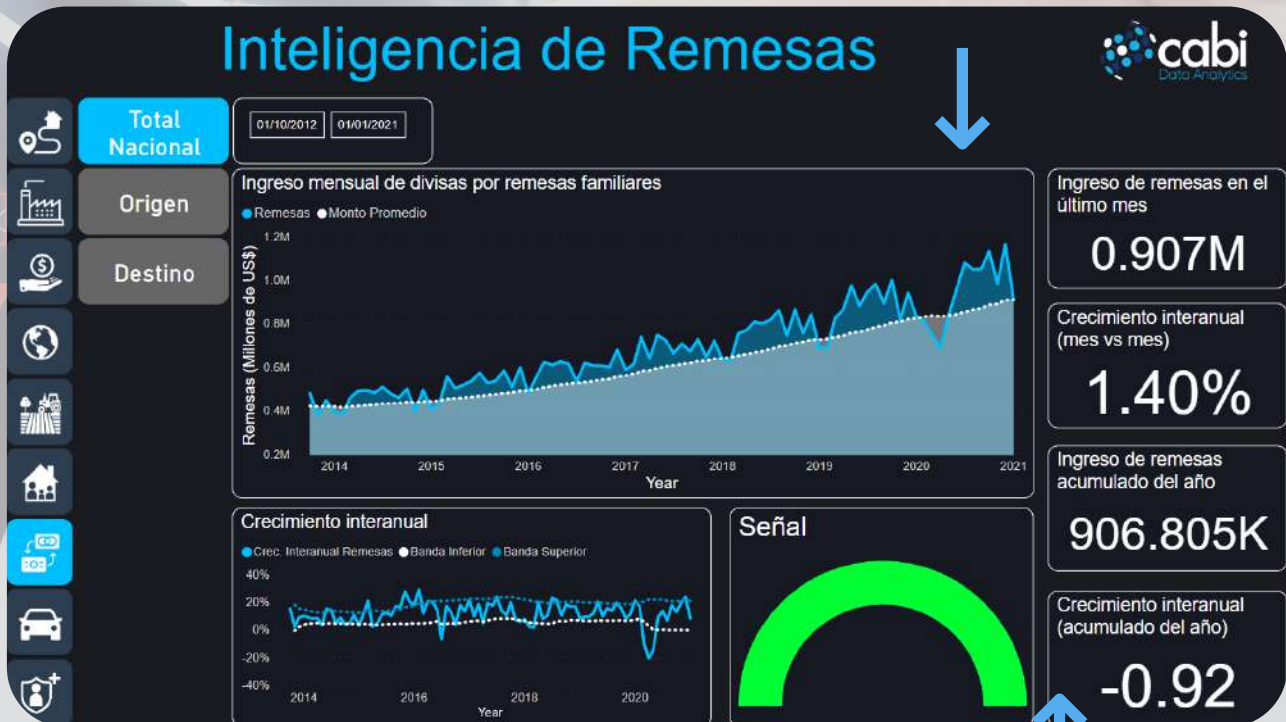 Inteligencia de Remesas
cabi
Data Analytics
Total
Nacional
Origen
Destino
01/10/2012 01/01/2021
Ingreso mensual de divisas por remesas familiares
Remesas Monto Promedio
Remesas (Millones de US$)
1.2M
1.0M
0.8M
0.6M
0.4M
0.2M
2014 2015 2016 2017 2018 2019 2020 2021
Year
Ingreso de remesas en el
último mes
0.907M
Crecimiento interanual
(mes vs mes)
1.40%
Ingreso de remesas
acumulado del año
906.805K
Crecimiento interanual
(acumulado del año)
-0.92
Crecimiento interanual
Crec. Interanual Remesas Banda Inferior Banda Superior
40%
20%
0%
-20%
-40%
2014 2016 2018 2020
Year
Señal